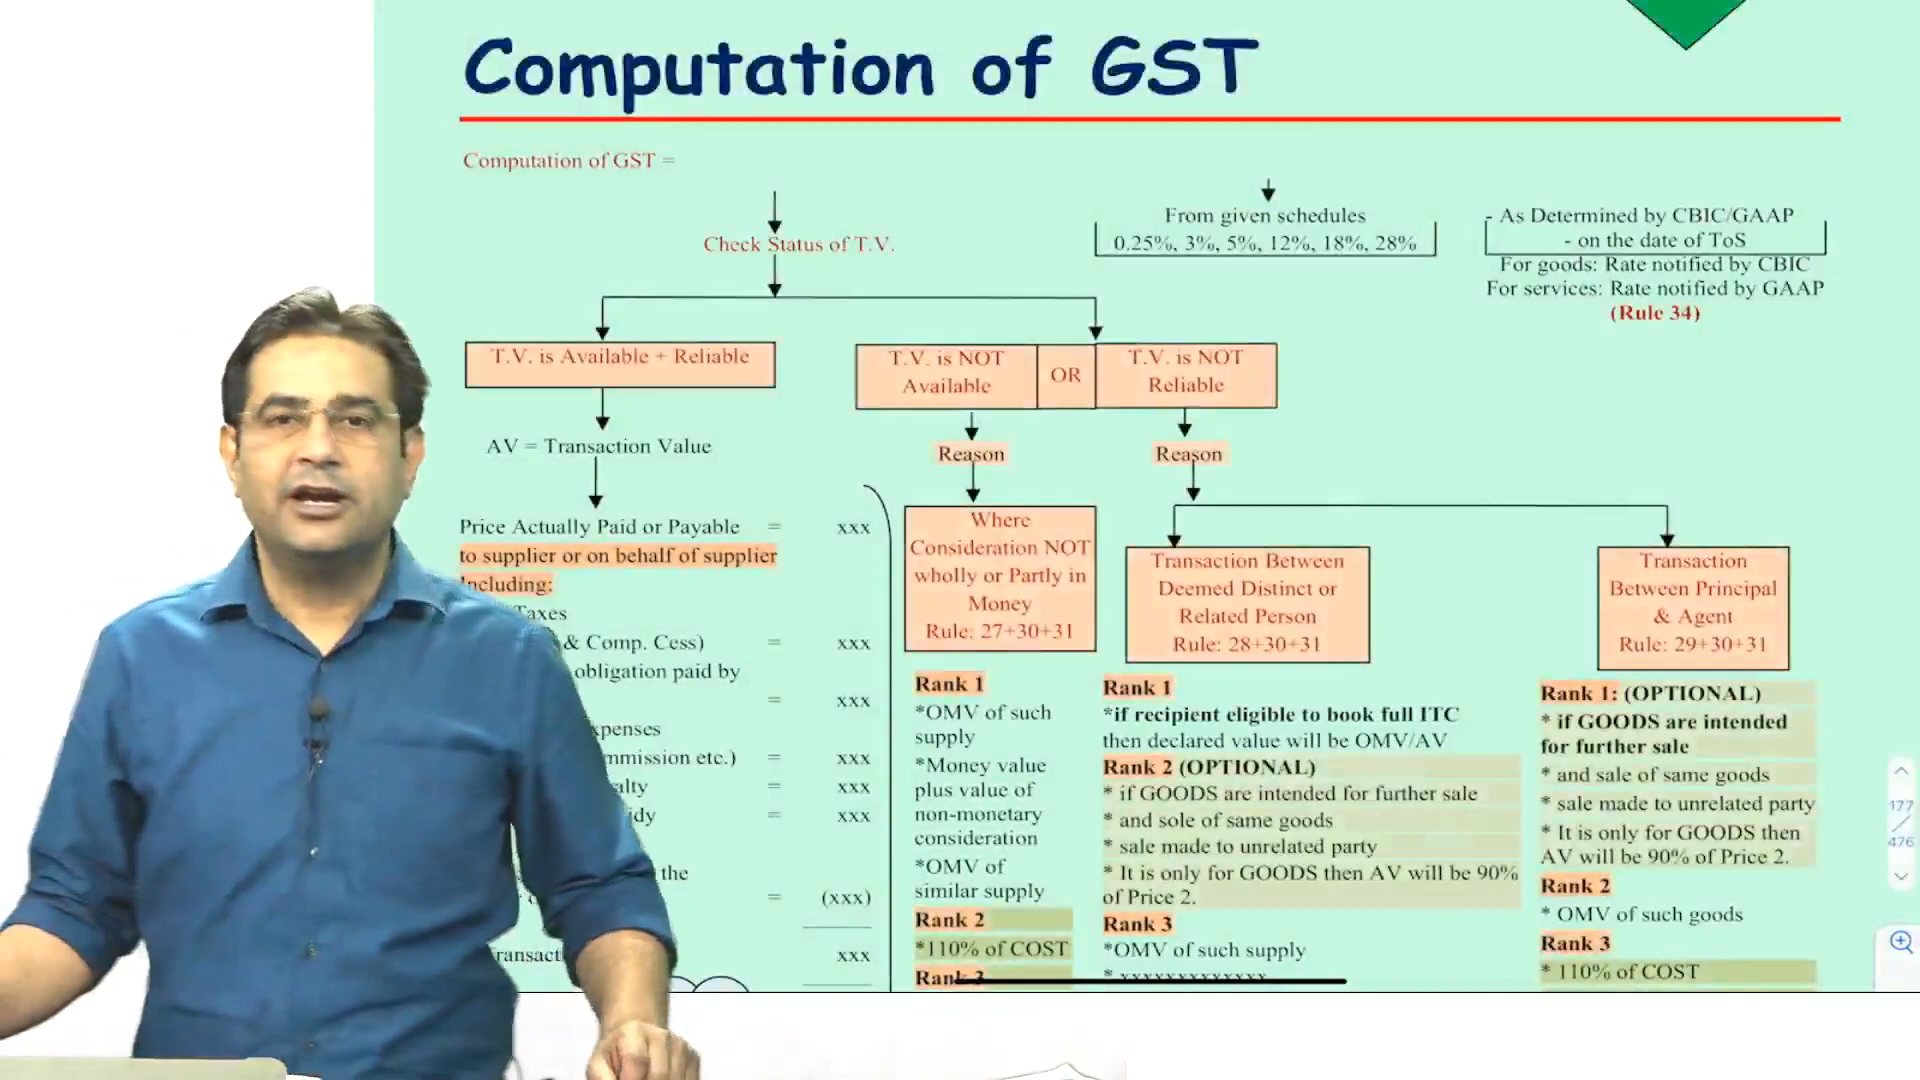 Computation of GST
Computation of GST =
Check Status of T.V.
From given schedules
0.25%, 3%, 5%, 12%, 18%, 28%
- As Determined by CBIC/GAAP
- on the date of ToS
For goods: Rate notified by CBIC
For services: Rate notified by GAAP
(Rule 34)
T.V. is Available + Reliable
T.V. is NOT
Available
OR
T.V. is NOT
Reliable
AV = Transaction Value
Reason
Reason
Price Actually Paid or Payable = xxx
to supplier or on behalf of supplier
Including:
Taxes
& Comp. Cess) = xxx
obligation paid by
= xxx
= xxx
= xxx
= xxx
the
= (xxx)
xxx
Where
Consideration NOT
wholly or Partly in
Money
Rule: 27+30+31
Rank 1
*OMV of such
supply
*Money value
plus value of
non-monetary
consideration
*OMV of
similar supply
Rank 2
*110% of COST
Rank 3
Transaction Between
Deemed Distinct or
Related Person
Rule: 28+30+31
Rank 1
*if recipient eligible to book full ITC
then declared value will be OMV/AV
Rank 2 (OPTIONAL)
* if GOODS are intended for further sale
* and sole of same goods
* sale made to unrelated party
* It is only for GOODS then AV will be 90%
of Price 2.
Rank 3
*OMV of such supply
Transaction
Between Principal
& Agent
Rule: 29+30+31
Rank 1: (OPTIONAL)
* if GOODS are intended
for further sale
* and sale of same goods
* sale made to unrelated party
* It is only for GOODS then
AV will be 90% of Price 2.
Rank 2
* OMV of such goods
Rank 3
* 110% of COST
177
/
476